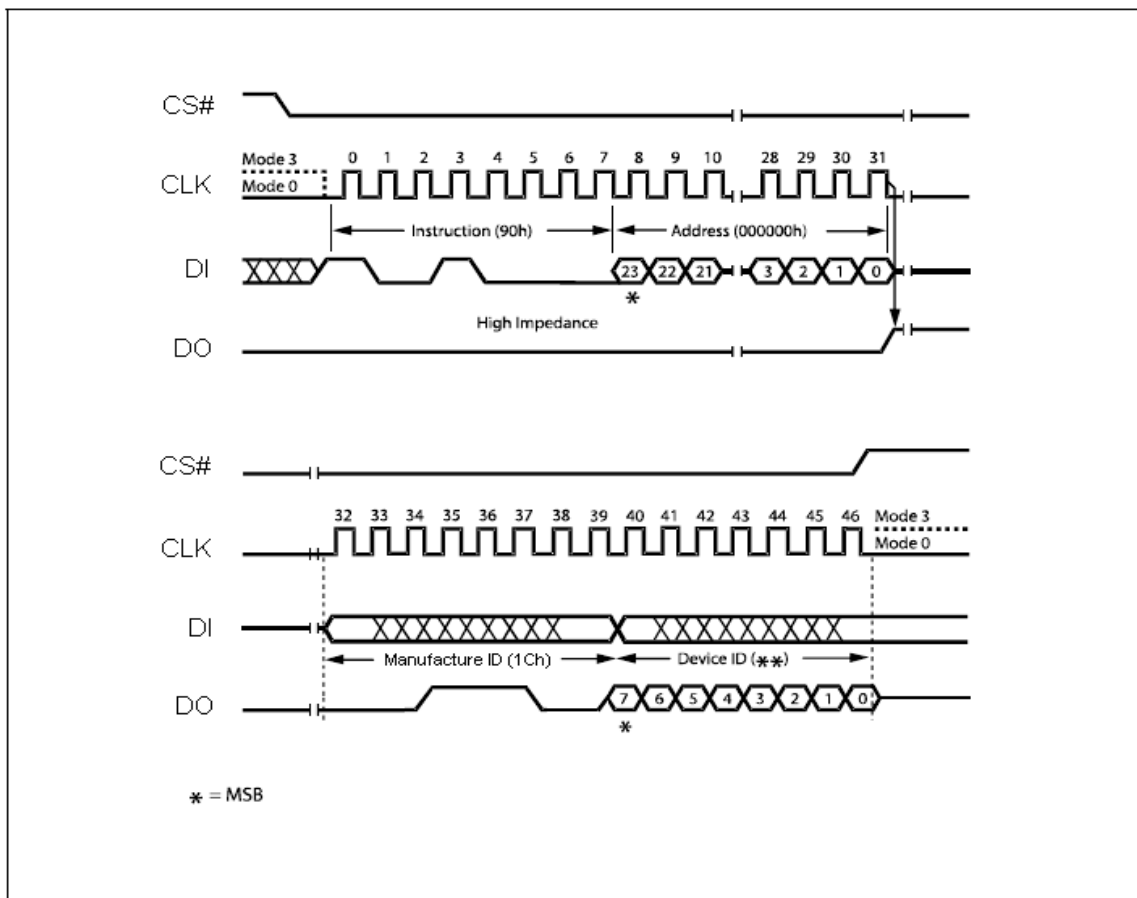 CS#
Mode 3
0 1 2 3 4 5 6 7 8 9 10 28 29 30 31
CLK
Mode 0
Instruction (90h) Address (000000h)
DI
23 22 21 3 2 1 0
*
High Impedance
DO
CS#
32 33 34 35 36 37 38 39 40 41 42 43 44 45 46 Mode 3
CLK
Mode 0
DI
Manufacture ID (1Ch) Device ID (**)
DO
7 6 5 4 3 2 1 0
*
* = MSB